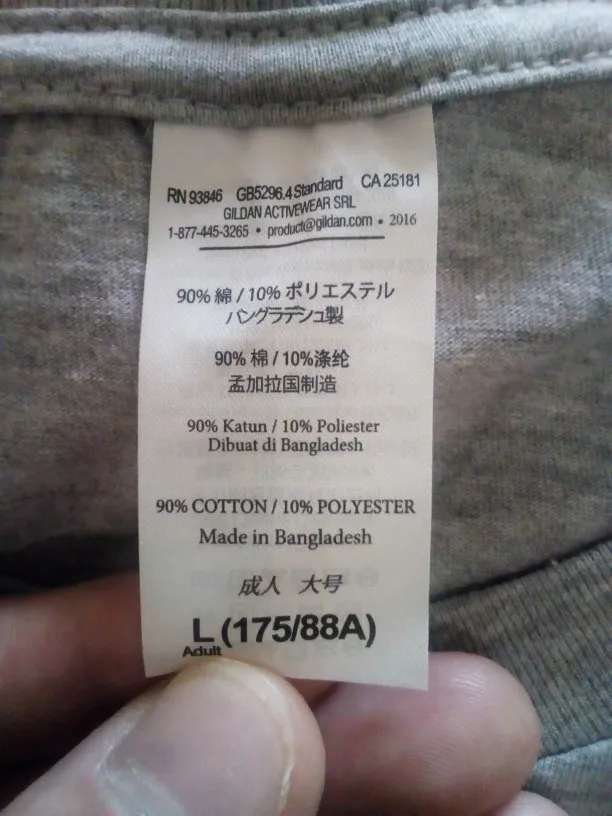 RN 93846 GB5296.4 Standard CA 25181
GILDAN ACTIVEWEAR SRL
1-877-445-3265 • product@gildan.com • 2016
90% 綿 / 10% ポリエステル
バングラデシュ製
90% 棉 / 10%涤纶
孟加拉国制造
90% Katun / 10% Poliester
Dibuat di Bangladesh
90% COTTON / 10% POLYESTER
Made in Bangladesh
成人 大号
L (175/88A)
Adult